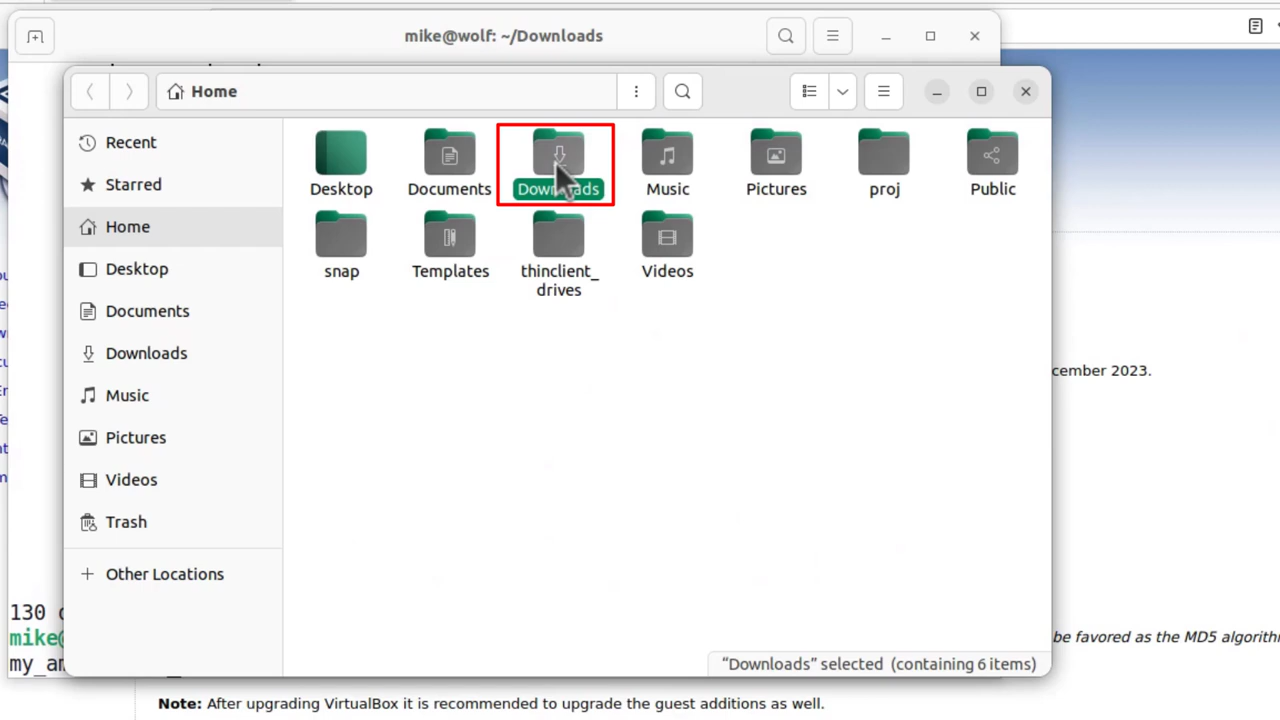 mike@wolf: ~/Downloads
Home
Recent
Starred
Home
Desktop
Documents
Downloads
Music
Pictures
Videos
Trash
Other Locations
Desktop
Documents
Downloads
Music
Pictures
proj
Public
snap
Templates
thinclient_
drives
Videos
cember 2023.
130
mike@
be favored as the MD5 algorith
my_am
"Downloads" selected (containing 6 items)
Note: After upgrading VirtualBox it is recommended to upgrade the guest additions as well.